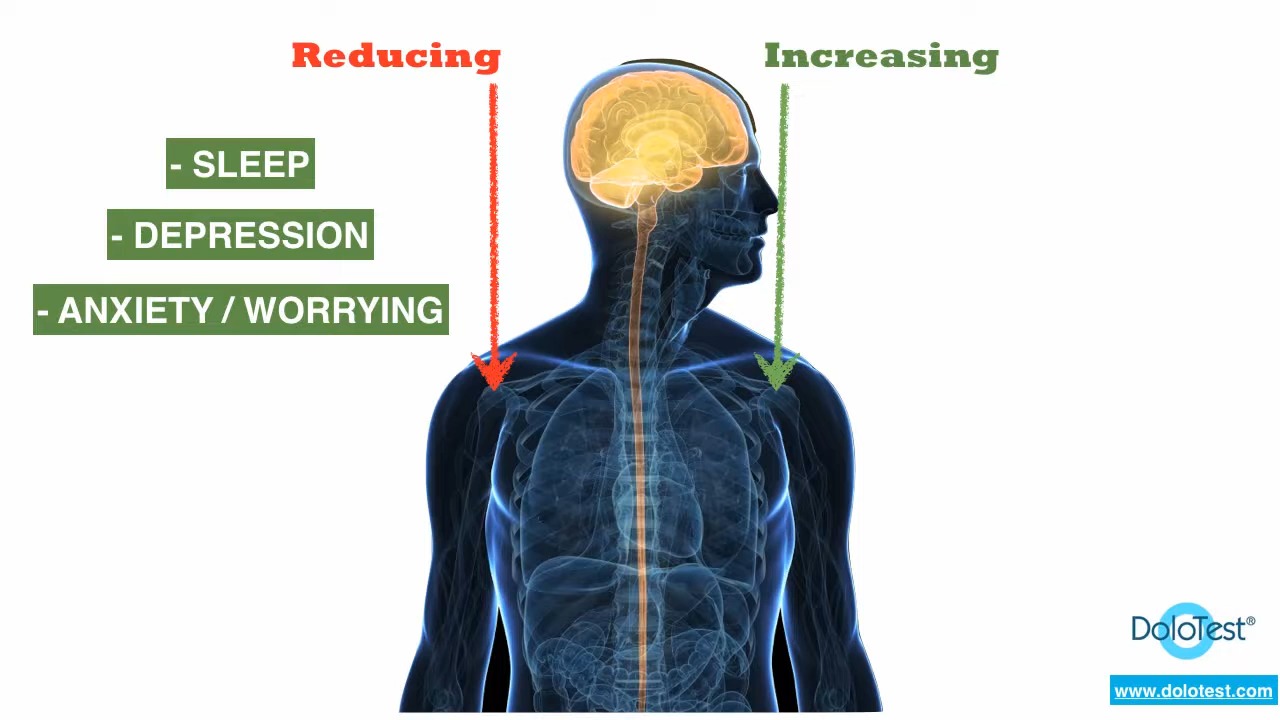 Reducing
Increasing
- SLEEP
- DEPRESSION
- ANXIETY / WORRYING
DoloTest®
www.dolotest.com